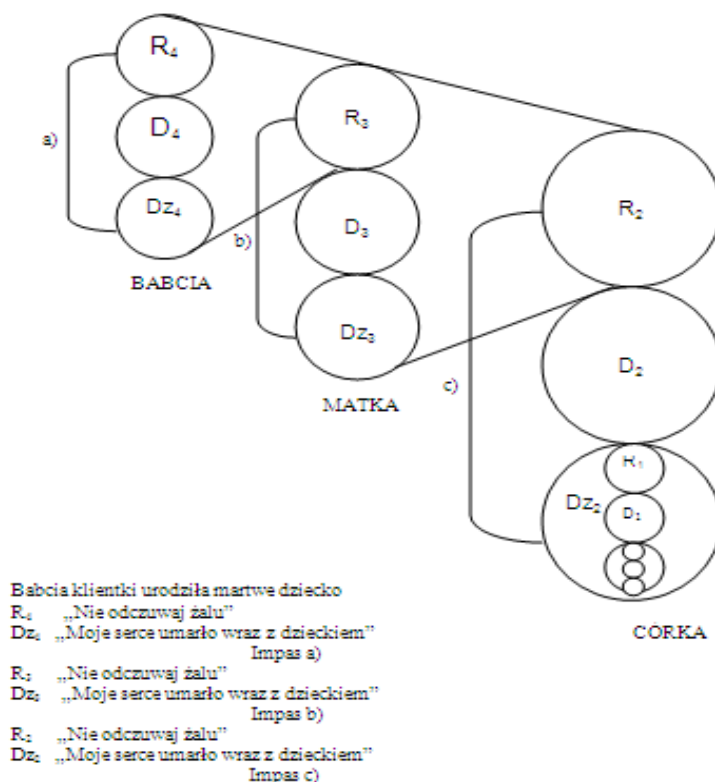 R₄
D₄
Dz₄
a)
BABCIA
R₃
D₃
Dz₃
b)
MATKA
R₂
D₂
c)
R₁
Dz₂
D₁
CÓRKA
Babcia klientki urodziła martwe dziecko
R₄ „Nie odczuwaj żalu”
Dz₄ „Moje serce umarło wraz z dzieckiem”
Impas a)
R₃ „Nie odczuwaj żalu”
Dz₃ „Moje serce umarło wraz z dzieckiem”
Impas b)
R₂ „Nie odczuwaj żalu”
Dz₂ „Moje serce umarło wraz z dzieckiem”
Impas c)